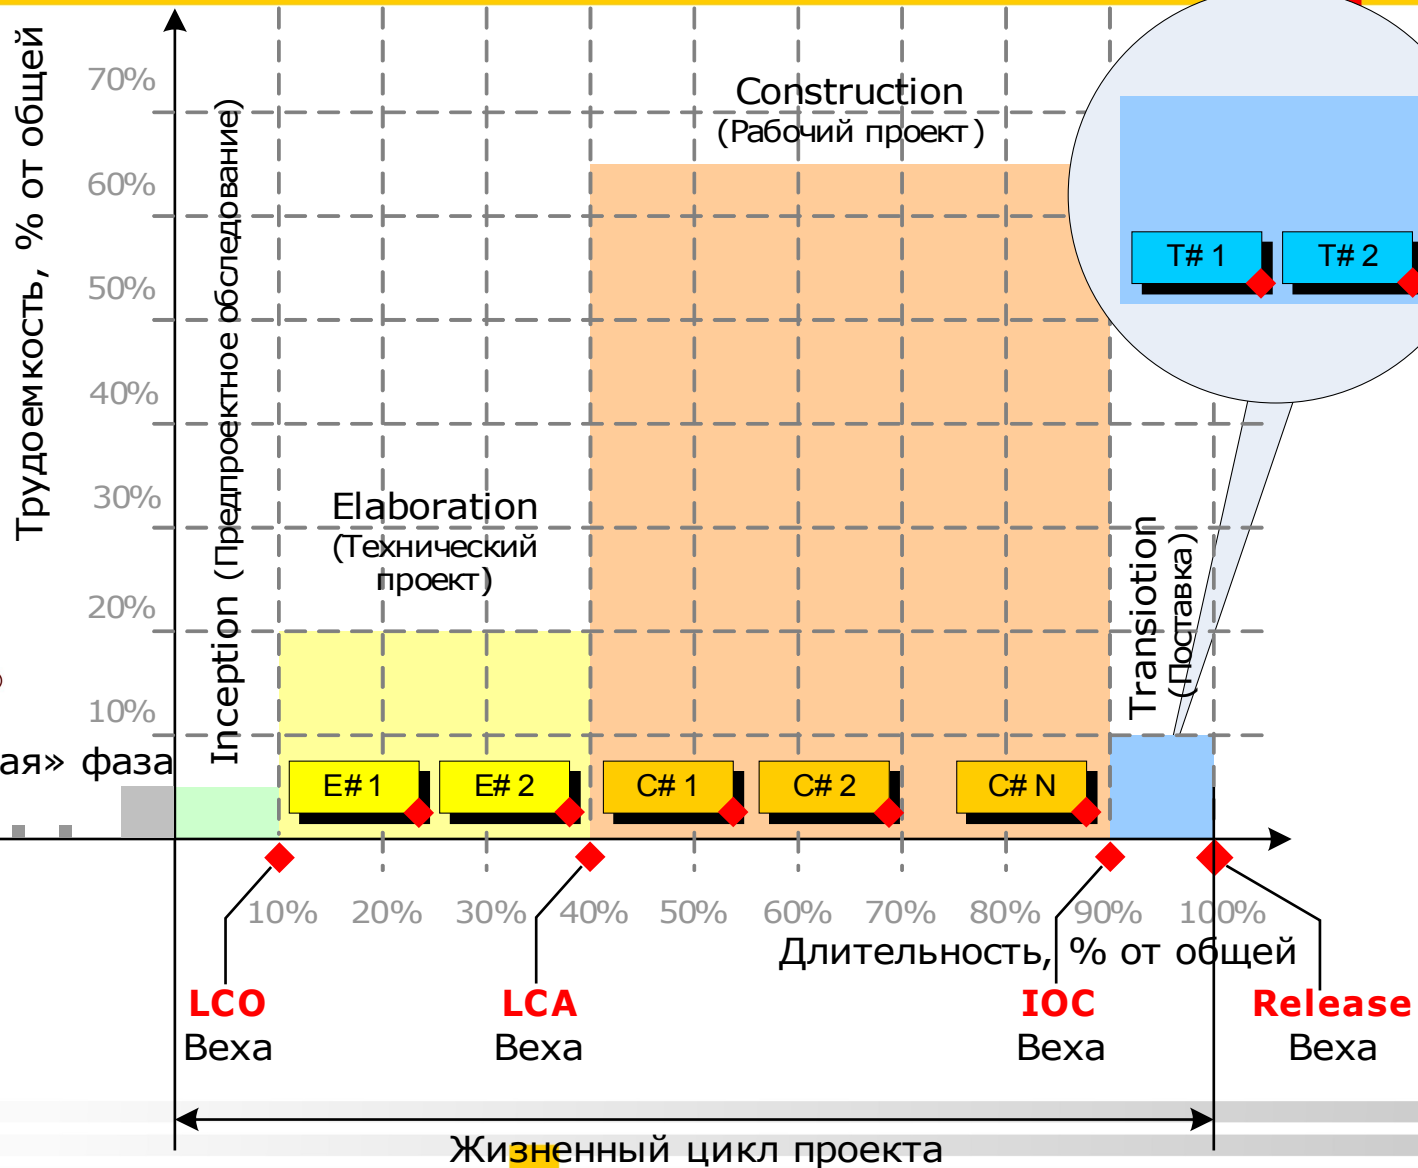 Трудоемкость, % от общей
70%
60%
50%
40%
30%
20%
10%
Inception (Предпроектное обследование)
Elaboration
(Технический
проект)
Construction
(Рабочий проект)
Transiotion
(Поставка)
T# 1
T# 2
ая» фаза
E# 1
E# 2
C# 1
C# 2
C# N
10%
20%
30%
40%
50%
60%
70%
80%
90%
100%
Длительность, % от общей
LCO
Веха
LCA
Веха
IOC
Веха
Release
Веха
Жизненный цикл проекта